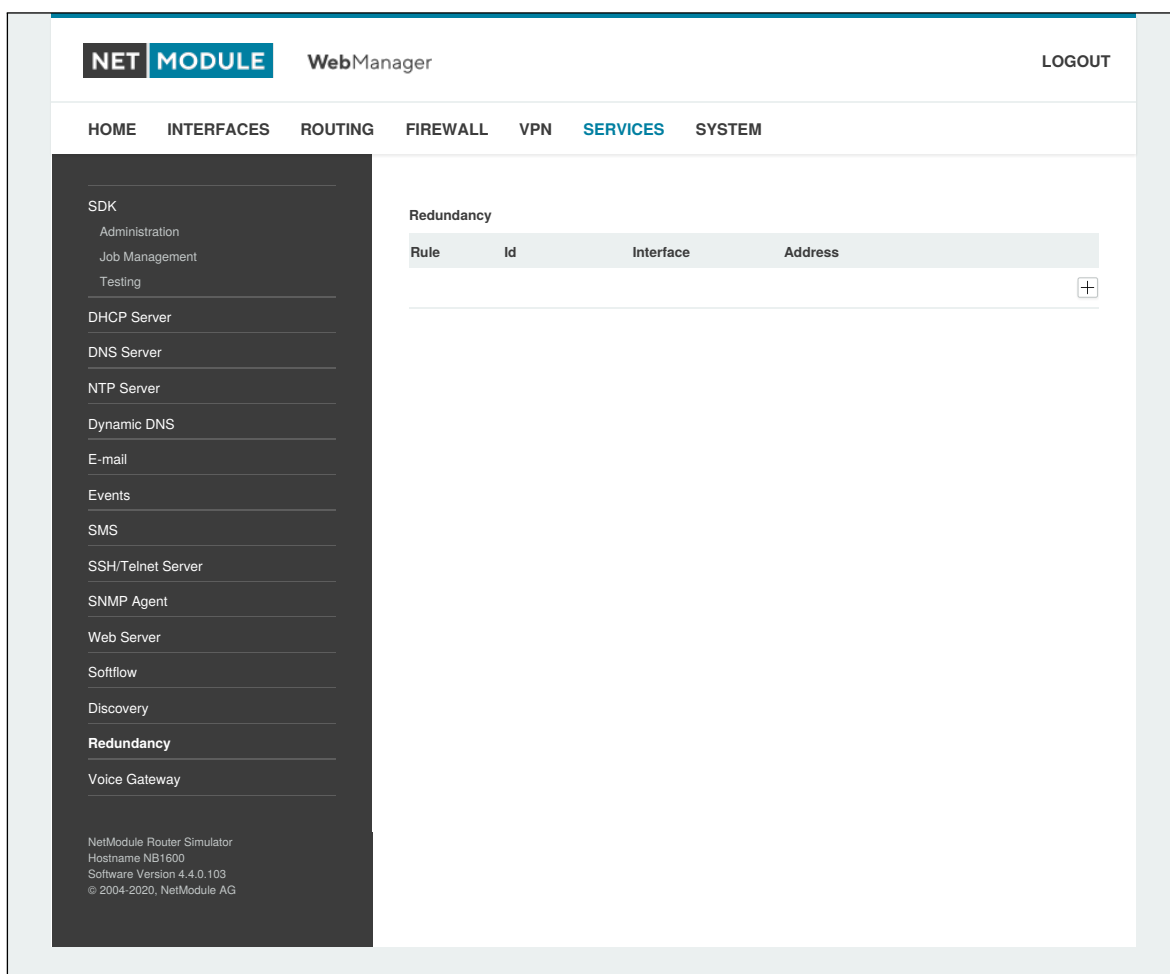 NET MODULE WebManager LOGOUT
HOME INTERFACES ROUTING FIREWALL VPN SERVICES SYSTEM
SDK
Administration
Job Management
Testing
DHCP Server
DNS Server
NTP Server
Dynamic DNS
E-mail
Events
SMS
SSH/Telnet Server
SNMP Agent
Web Server
Softflow
Discovery
Redundancy
Voice Gateway
NetModule Router Simulator
Hostname NB1600
Software Version 4.4.0.103
© 2004-2020, NetModule AG
Redundancy
Rule Id Interface Address